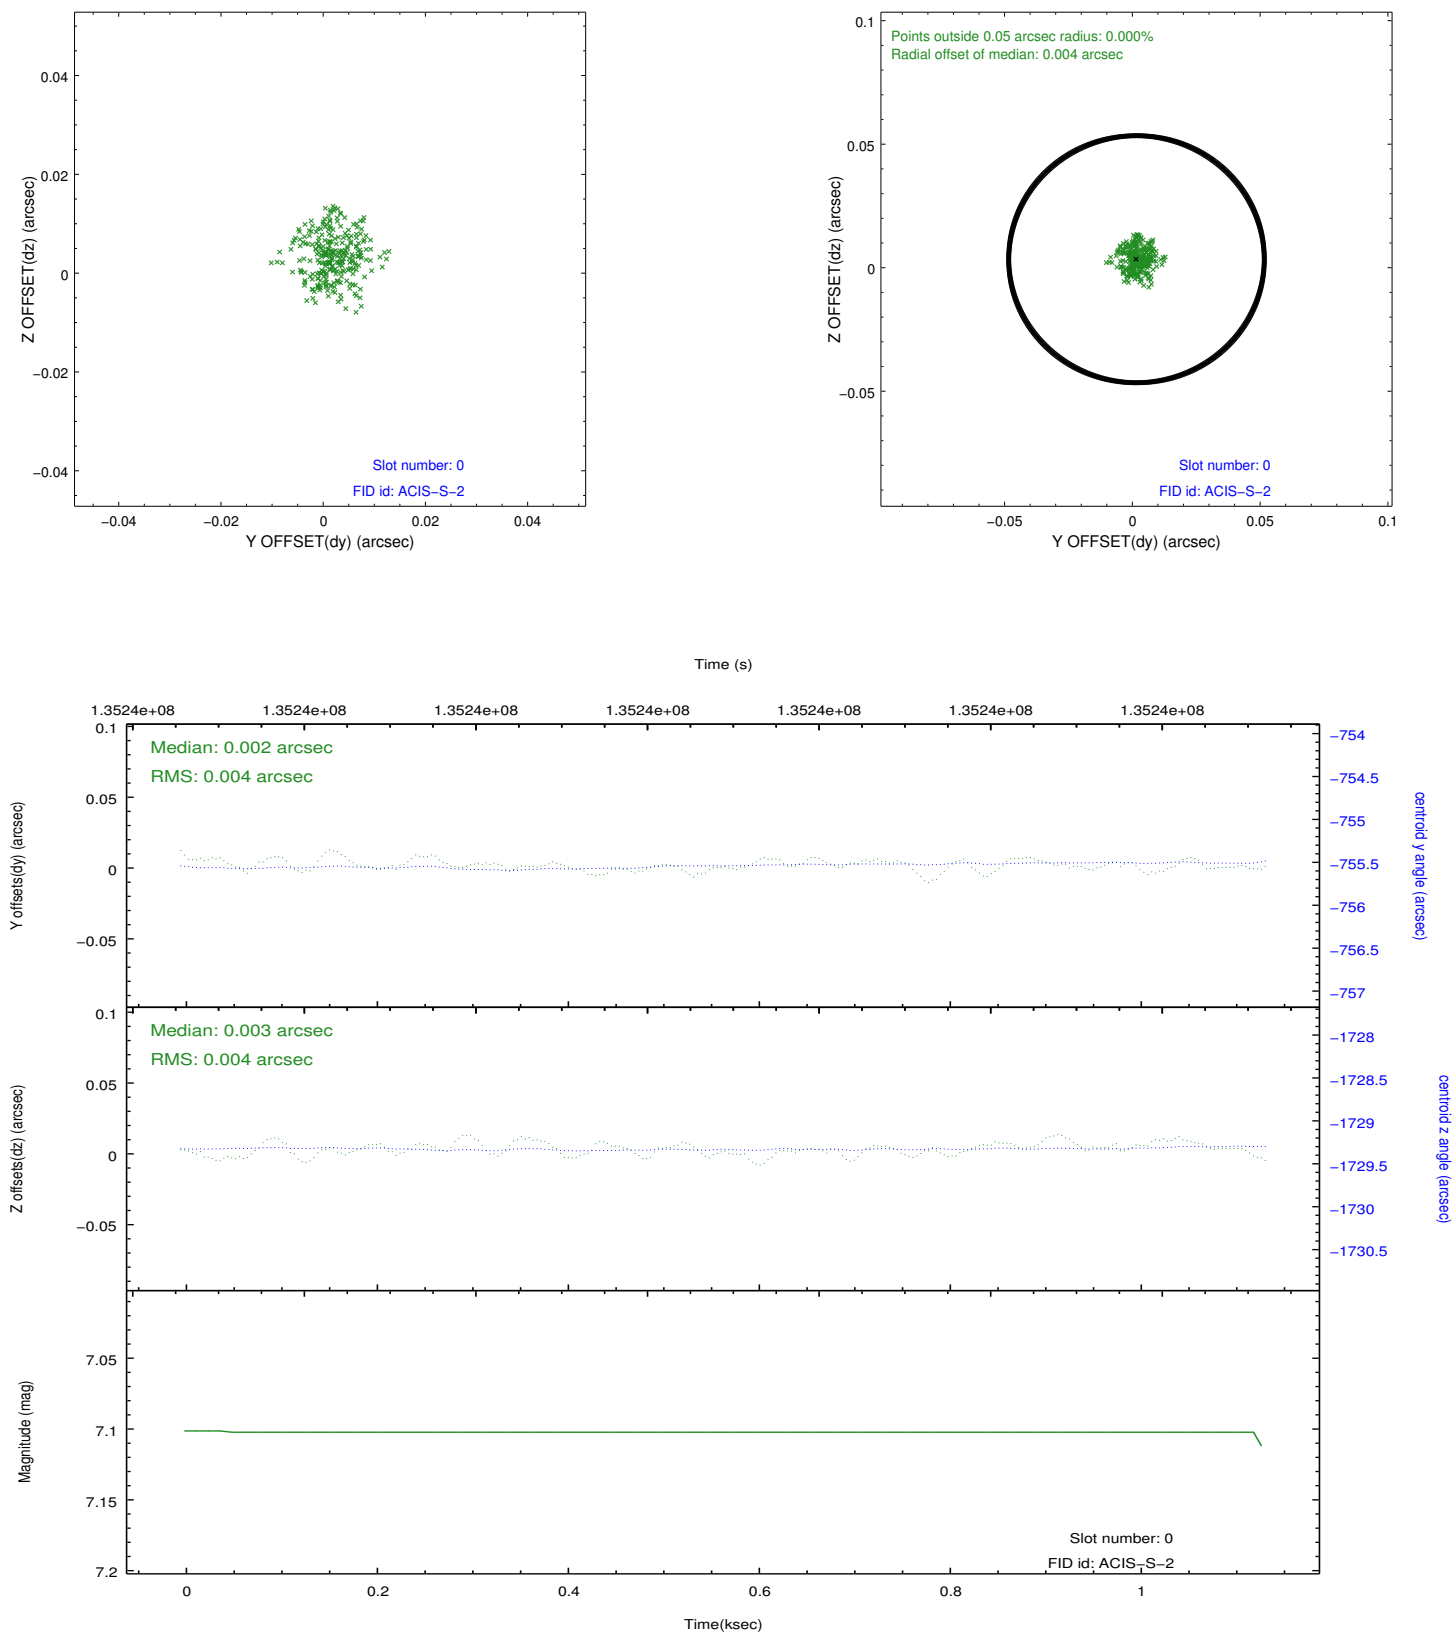 0.04
0.02
0
−0.02
−0.04
Z OFFSET(dz) (arcsec)
Slot number: 0
FID id: ACIS−S−2
−0.04 −0.02 0 0.02 0.04
Y OFFSET(dy) (arcsec)
Points outside 0.05 arcsec radius: 0.000%
Radial offset of median: 0.004 arcsec
0.1
0.05
0
−0.05
Z OFFSET(dz) (arcsec)
Slot number: 0
FID id: ACIS−S−2
−0.05 0 0.05 0.1
Y OFFSET(dy) (arcsec)
Time (s)
1.3524e+08 1.3524e+08 1.3524e+08 1.3524e+08 1.3524e+08 1.3524e+08 1.3524e+08
Median: 0.002 arcsec
RMS: 0.004 arcsec
0.1
0.05
0
−0.05
Y offsets(dy) (arcsec)
−754
−754.5
−755
−755.5
−756
−756.5
−757
centroid y angle (arcsec)
Median: 0.003 arcsec
RMS: 0.004 arcsec
0.1
0.05
0
−0.05
Z offsets(dz) (arcsec)
−1728
−1728.5
−1729
−1729.5
−1730
−1730.5
centroid z angle (arcsec)
7.05
7.1
7.15
7.2
Magnitude (mag)
Slot number: 0
FID id: ACIS−S−2
0 0.2 0.4 0.6 0.8 1
Time(ksec)